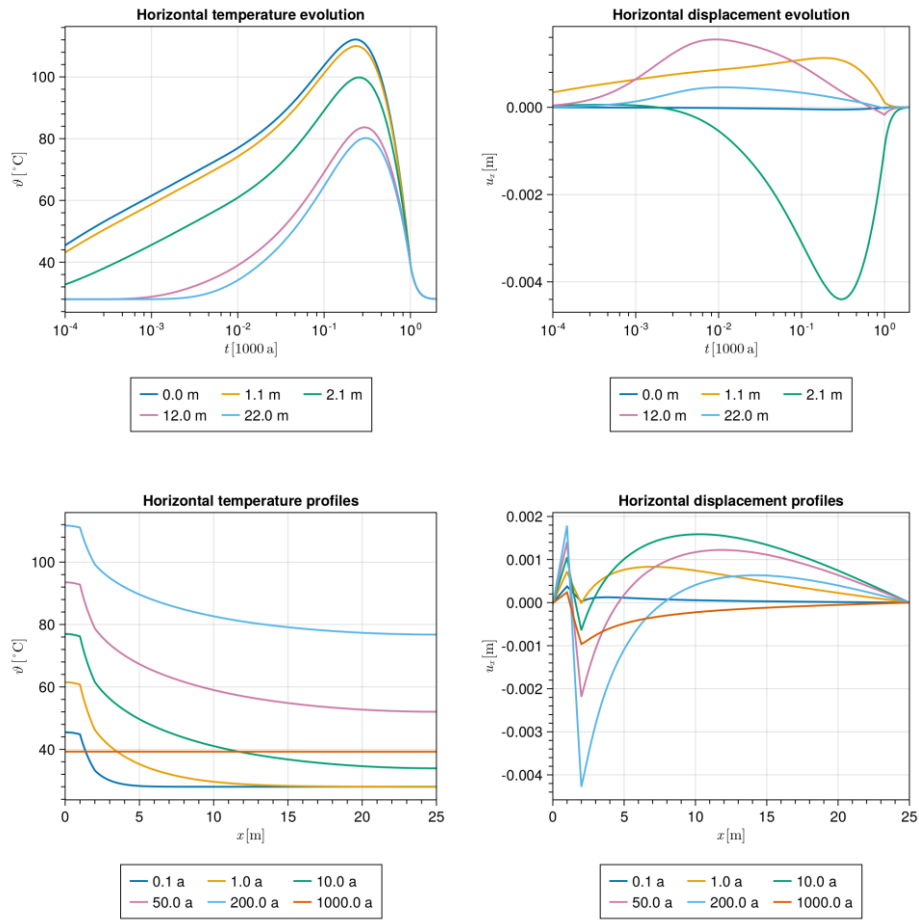 Horizontal temperature evolution
100
80
60
40
ϑ [°C]
10⁻⁴ 10⁻³ 10⁻² 10⁻¹ 10⁰
t [1000 a]
0.0 m 1.1 m 2.1 m
12.0 m 22.0 m
Horizontal displacement evolution
0.000
-0.002
-0.004
u_x [m]
10⁻⁴ 10⁻³ 10⁻² 10⁻¹ 10⁰
t [1000 a]
0.0 m 1.1 m 2.1 m
12.0 m 22.0 m
Horizontal temperature profiles
100
80
60
40
ϑ [°C]
0 5 10 15 20 25
x [m]
0.1 a 1.0 a 10.0 a
50.0 a 200.0 a 1000.0 a
Horizontal displacement profiles
0.002
0.001
0.000
-0.001
-0.002
-0.003
-0.004
u_x [m]
0 5 10 15 20 25
x [m]
0.1 a 1.0 a 10.0 a
50.0 a 200.0 a 1000.0 a